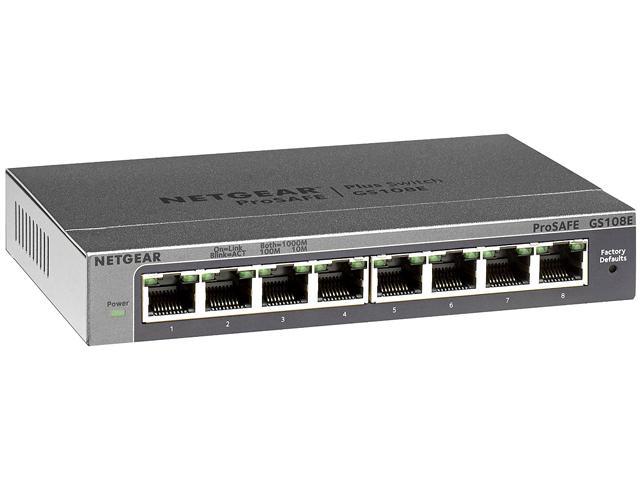 NETGEAR Plus Switch
ProSAFE GS108E
ProSAFE GS108E
NETGEAR
On=Link Both=1000M
Blink=ACT 100M 10M
Factory
Defaults
Power
1 2 3 4 5 6 7 8